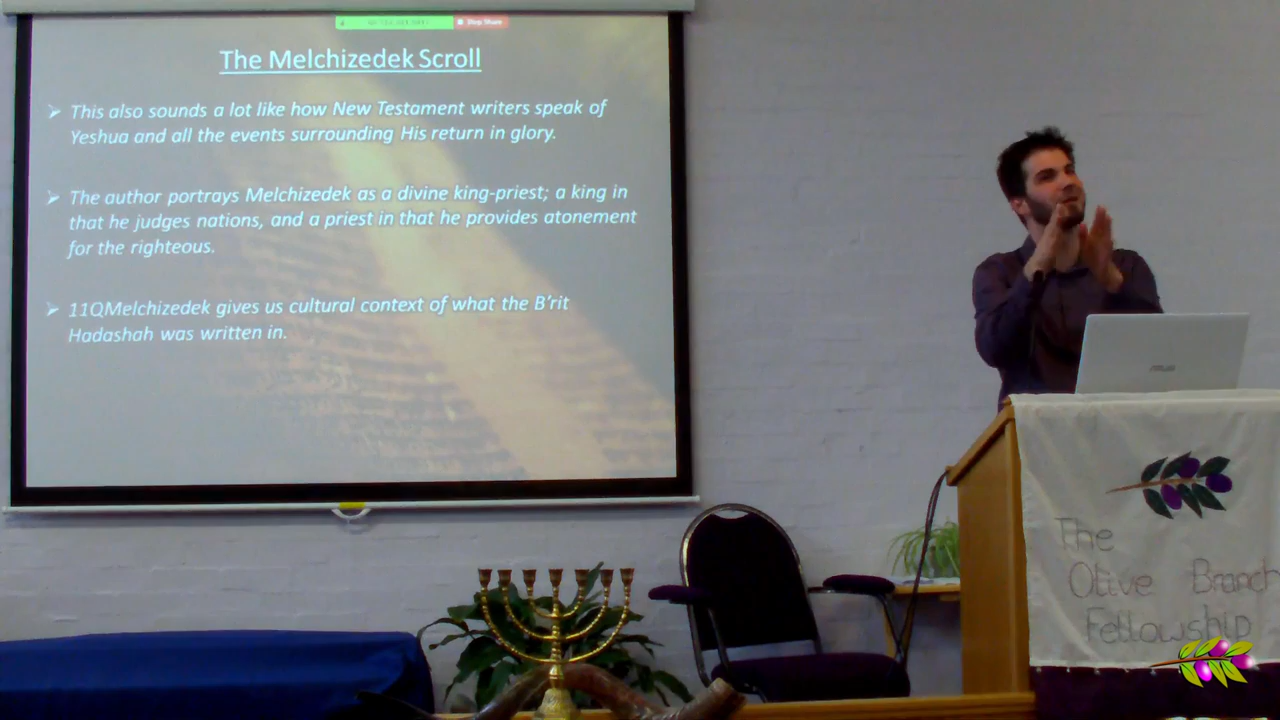 Stop Share
The Melchizedek Scroll
This also sounds a lot like how New Testament writers speak of
Yeshua and all the events surrounding His return in glory.
The author portrays Melchizedek as a divine king-priest; a king in
that he judges nations, and a priest in that he provides atonement
for the righteous.
11QMelchizedek gives us cultural context of what the B'rit
Hadashah was written in.
ASUS
The
Olive Branch
Fellowship